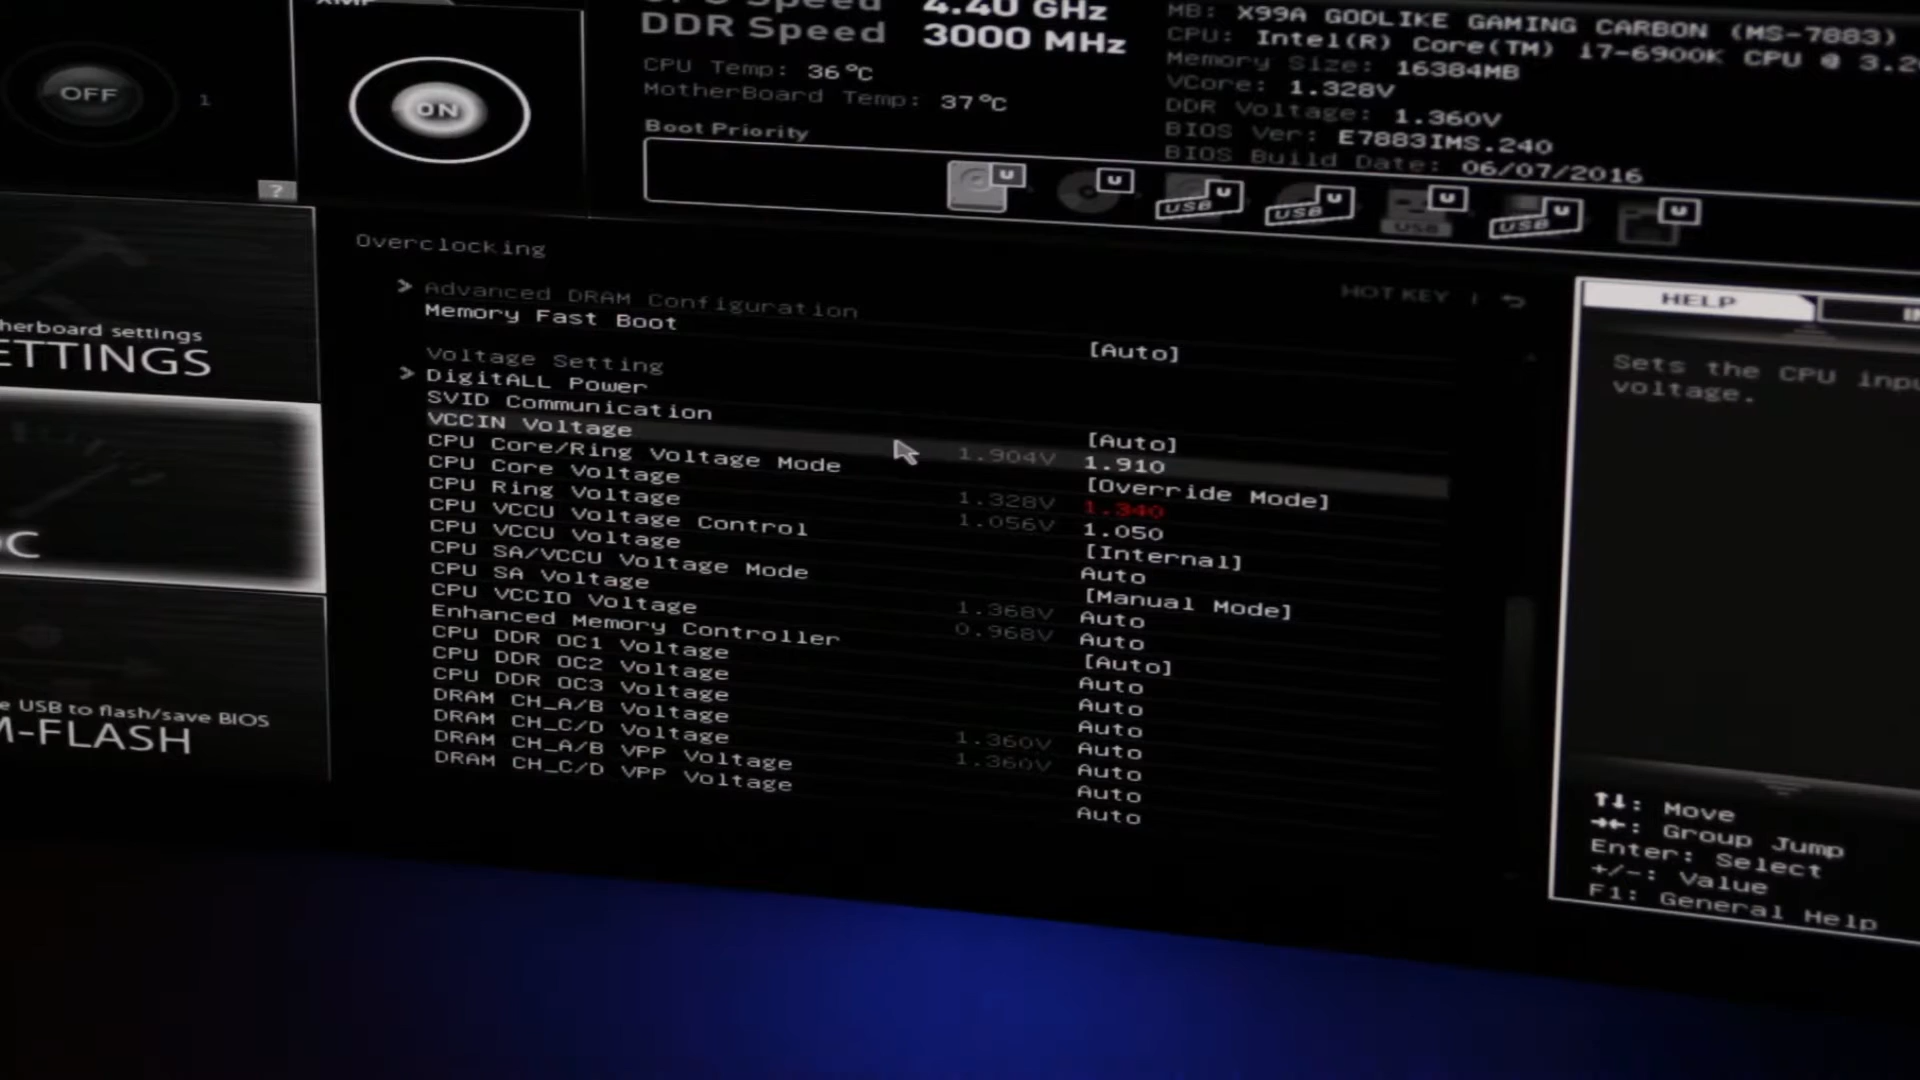 OFF
1
ON
?
4.40 GHz
DDR Speed 3000 MHz
CPU Temp: 36°C
MotherBoard Temp: 37°C
MB: X99A GODLIKE GAMING CARBON (MS-7883)
CPU: Intel(R) Core(TM) i7-6900K CPU @ 3.2
Memory Size: 16384MB
VCore: 1.328V
DDR Voltage: 1.360V
BIOS Ver: E7883IMS.240
BIOS Build Date: 06/07/2016
Boot Priority
U U USB U USB U USB U USB U U
Overclocking
HOT KEY
> Advanced DRAM Configuration
Memory Fast Boot [Auto]
Voltage Setting
> DigitALL Power
SVID Communication [Auto]
VCCIN Voltage 1.904V 1.910
CPU Core/Ring Voltage Mode [Override Mode]
CPU Core Voltage 1.328V 1.340
CPU Ring Voltage 1.056V 1.050
CPU VCCU Voltage Control [Internal]
CPU VCCU Voltage Auto
CPU SA/VCCU Voltage Mode [Manual Mode]
CPU SA Voltage 1.368V Auto
CPU VCCIO Voltage 0.968V Auto
Enhanced Memory Controller [Auto]
CPU DDR OC1 Voltage Auto
CPU DDR OC2 Voltage Auto
CPU DDR OC3 Voltage Auto
DRAM CH_A/B Voltage 1.360V Auto
DRAM CH_C/D Voltage 1.360V Auto
DRAM CH_A/B VPP Voltage Auto
DRAM CH_C/D VPP Voltage Auto
herboard settings
ETTINGS
OC
e USB to flash/save BIOS
M-FLASH
HELP
Sets the CPU inpu
voltage.
↑↓: Move
→←: Group Jump
Enter: Select
+/-: Value
F1: General Help